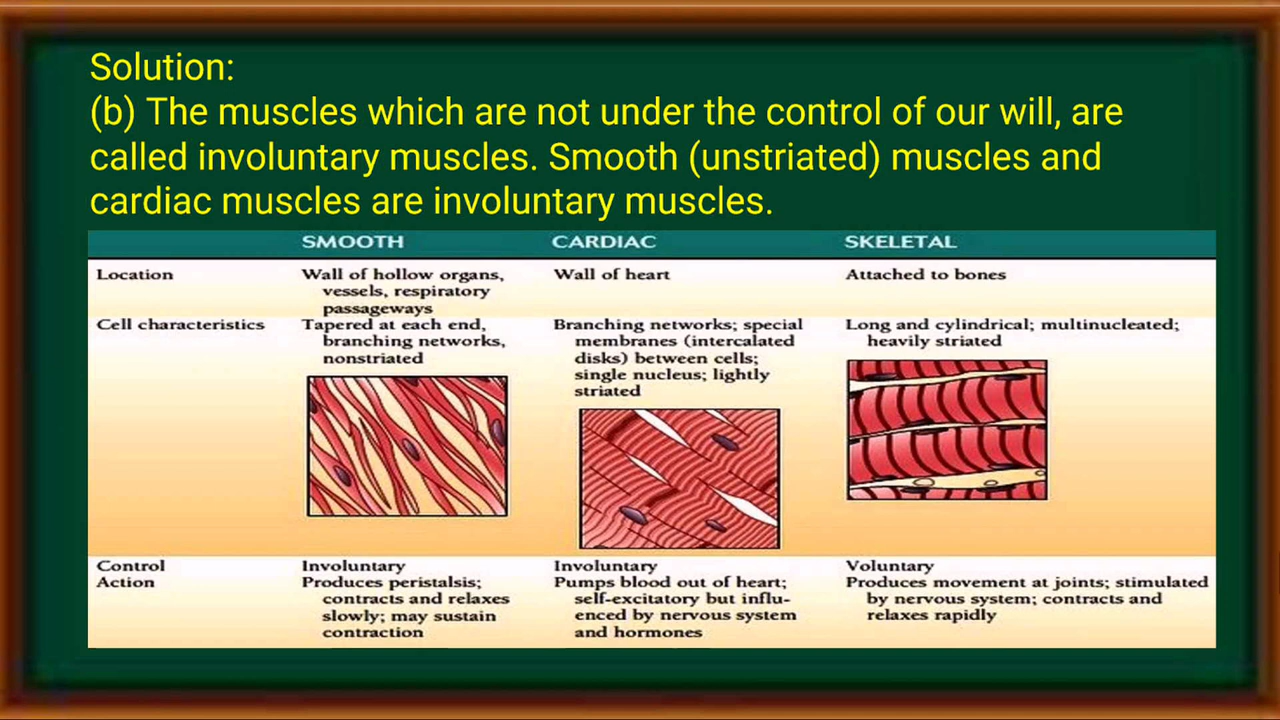 Solution:
(b) The muscles which are not under the control of our will, are
called involuntary muscles. Smooth (unstriated) muscles and
cardiac muscles are involuntary muscles.
SMOOTH CARDIAC SKELETAL
Location Wall of hollow organs, Wall of heart Attached to bones
vessels, respiratory
passageways
Cell characteristics Tapered at each end, Branching networks; special Long and cylindrical; multinucleated;
branching networks, membranes (intercalated heavily striated
nonstriated disks) between cells;
single nucleus; lightly
striated
Control Involuntary Involuntary Voluntary
Action Produces peristalsis; Pumps blood out of heart; Produces movement at joints; stimulated
contracts and relaxes self-excitatory but influ- by nervous system; contracts and
slowly; may sustain enced by nervous system relaxes rapidly
contraction and hormones